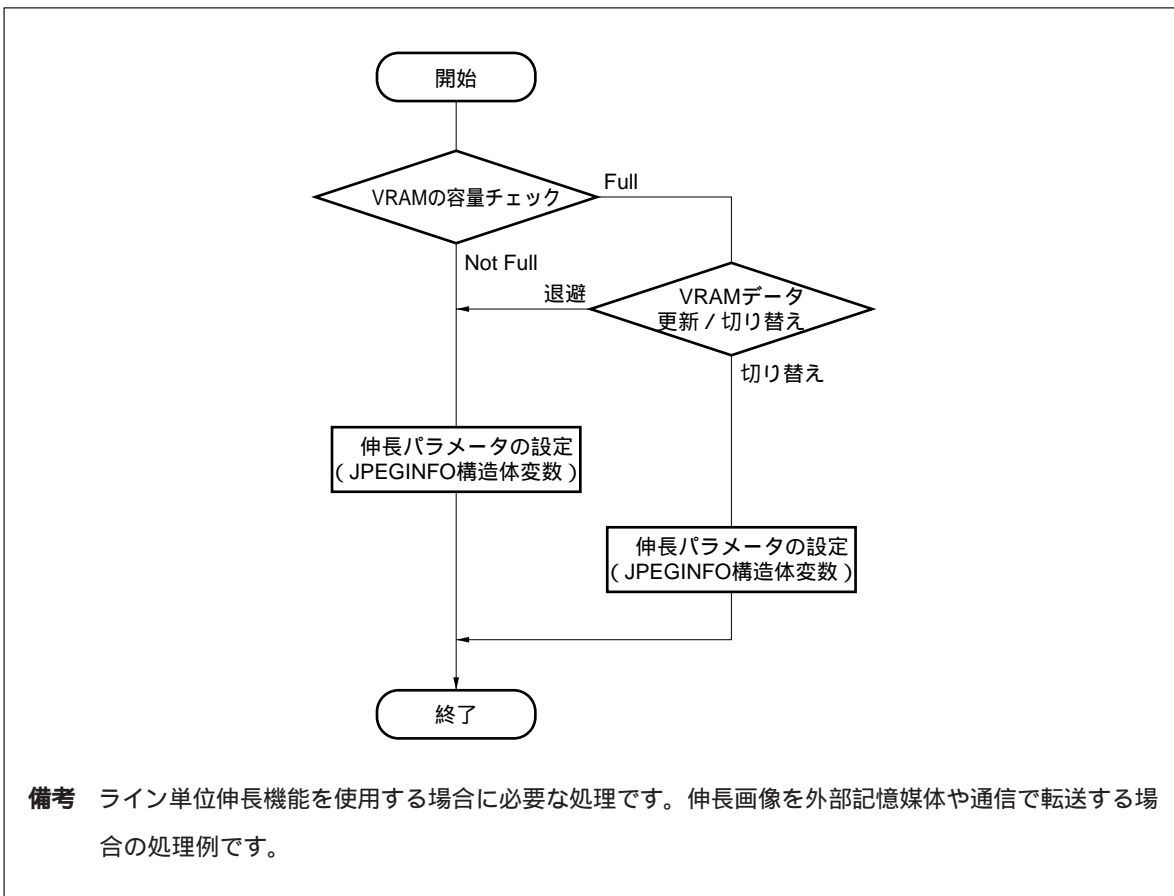 開始
VRAMの容量チェック
Full
Not Full
退避
VRAMデータ
更新 / 切り替え
切り替え
伸長パラメータの設定
( JPEGINFO構造体変数 )
伸長パラメータの設定
( JPEGINFO構造体変数 )
終了
備考 ライン単位伸長機能を使用する場合に必要な処理です。伸長画像を外部記憶媒体や通信で転送する場
合の処理例です。